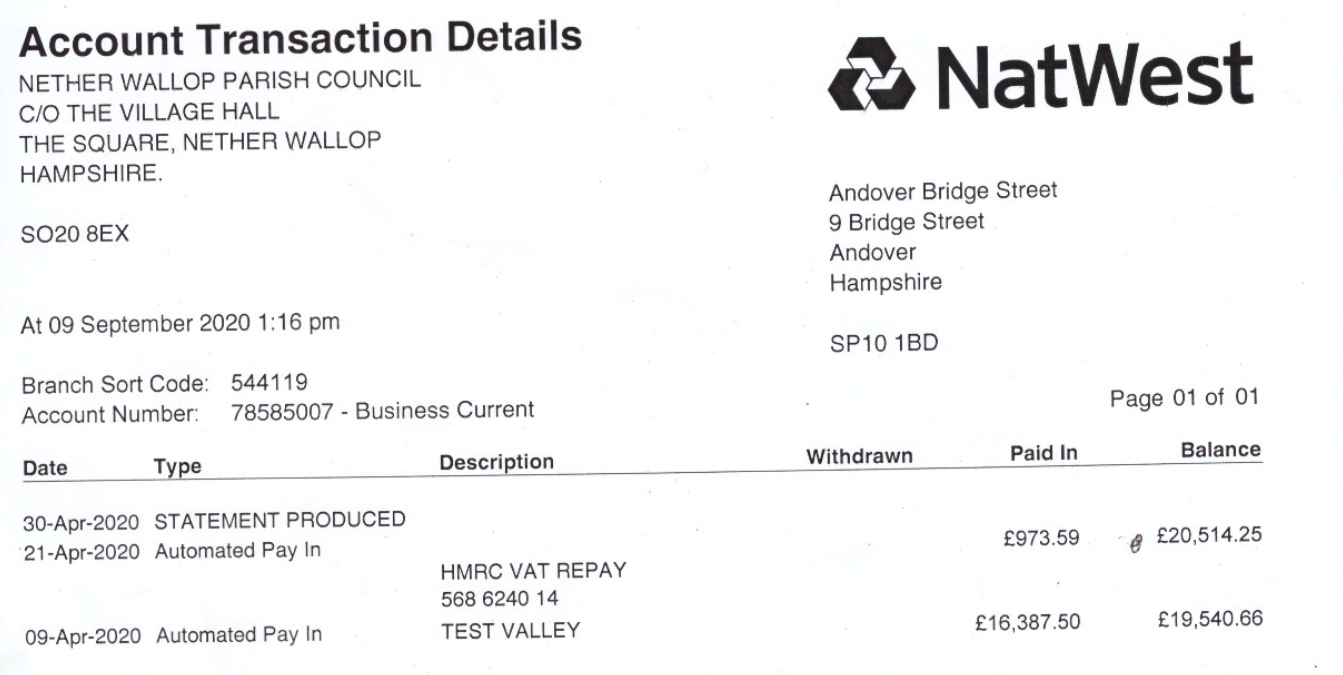 Account Transaction Details
NETHER WALLOP PARISH COUNCIL
C/O THE VILLAGE HALL
THE SQUARE, NETHER WALLOP
HAMPSHIRE.
SO20 8EX
NatWest
Andover Bridge Street
9 Bridge Street
Andover
Hampshire
SP10 1BD
At 09 September 2020 1:16 pm
Branch Sort Code: 544119
Account Number: 78585007 - Business Current
Page 01 of 01
Date Type Description Withdrawn Paid In Balance
30-Apr-2020 STATEMENT PRODUCED
21-Apr-2020 Automated Pay In £973.59 £20,514.25
HMRC VAT REPAY
568 6240 14
09-Apr-2020 Automated Pay In TEST VALLEY £16,387.50 £19,540.66